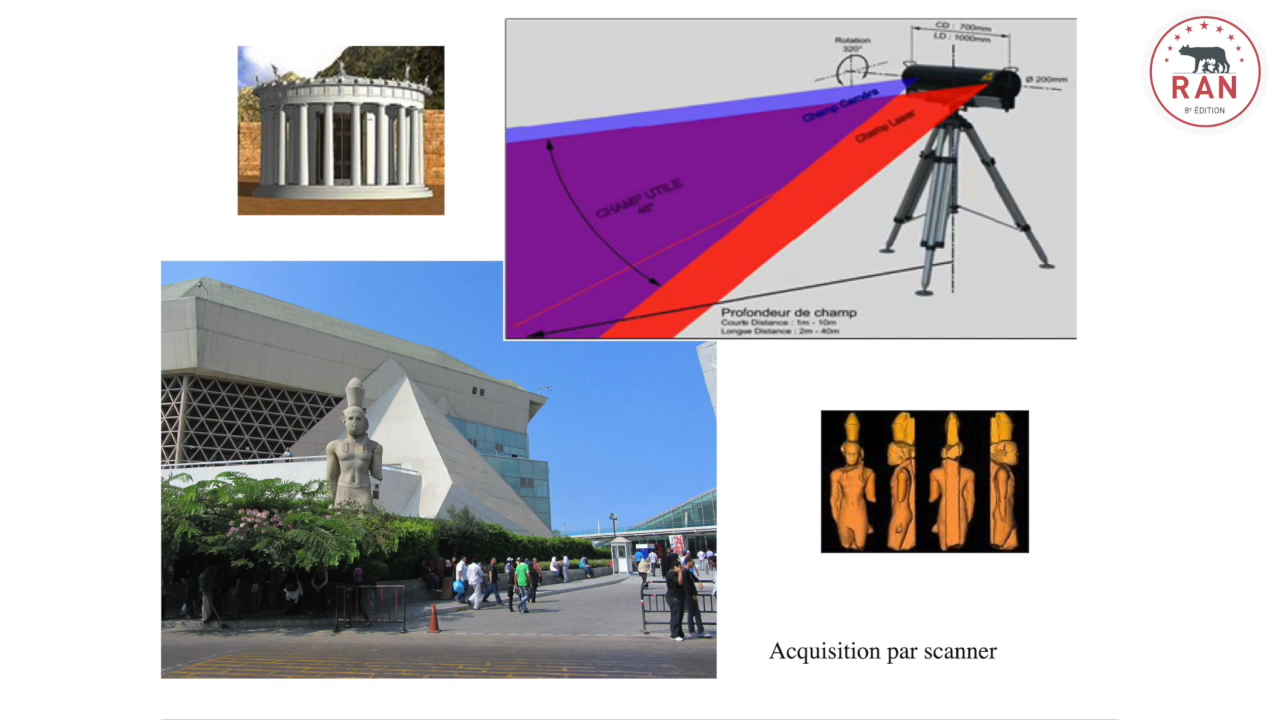 CD : 700mm
LD : 1000mm
Rotation
320°
Ø 200mm
Champ Caméra
Champ Laser
CHAMP UTILE
46°
Profondeur de champ
Courte Distance : 1m - 10m
Longue Distance : 2m - 40m
RAN
8e ÉDITION
Acquisition par scanner